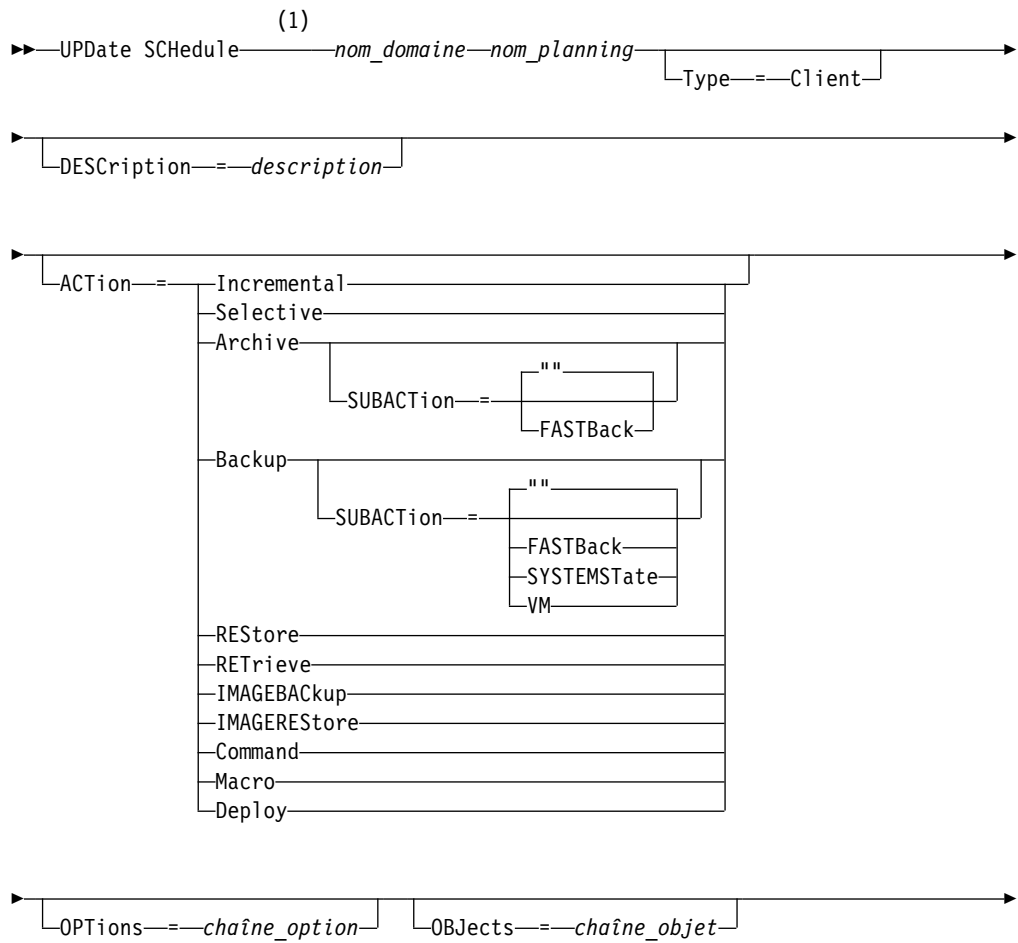 (1)
UPDate SCHedule nom_domaine nom_planning
Type = Client
DESCription = description
ACTion = Incremental
Selective
Archive
""
SUBACTion =
FASTBack
Backup
""
SUBACTion =
FASTBack
SYSTEMSTate
VM
REStore
RETrieve
IMAGEBACkup
IMAGEREStore
Command
Macro
Deploy
OPTions = chaîne_option OBJects = chaîne_objet